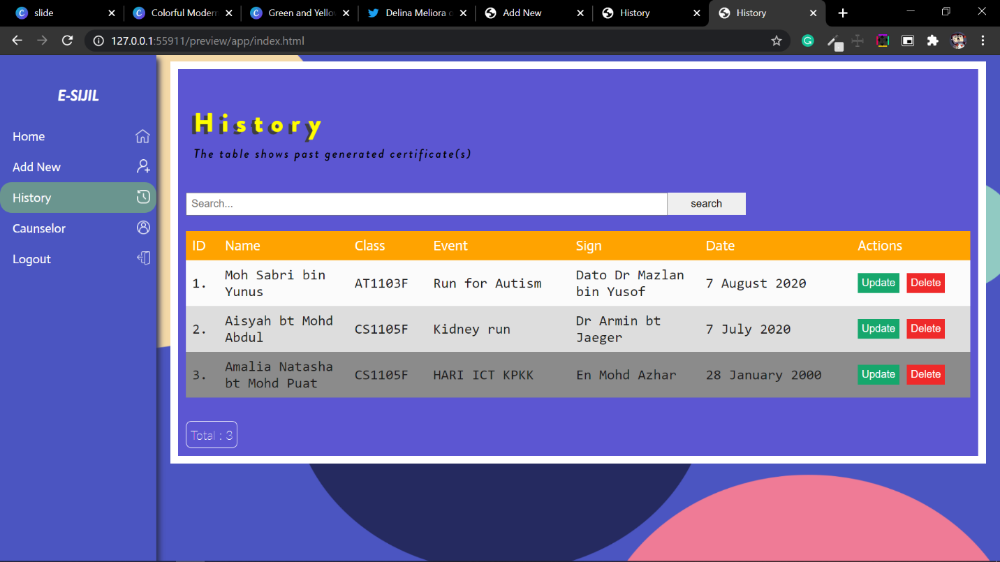 slide
Colorful Modern
Green and Yellow
Delina Meliora o
Add New
History
History
127.0.0.1:55911/preview/app/index.html
E-SIJIL
Home
Add New
History
Caunselor
Logout
History
The table shows past generated certificate(s)
Search...
search
ID Name Class Event Sign Date Actions
1. Moh Sabri bin Yunus AT1103F Run for Autism Dato Dr Mazlan bin Yusof 7 August 2020 Update Delete
2. Aisyah bt Mohd Abdul CS1105F Kidney run Dr Armin bt Jaeger 7 July 2020 Update Delete
3. Amalia Natasha bt Mohd Puat CS1105F HARI ICT KPKK En Mohd Azhar 28 January 2000 Update Delete
Total : 3